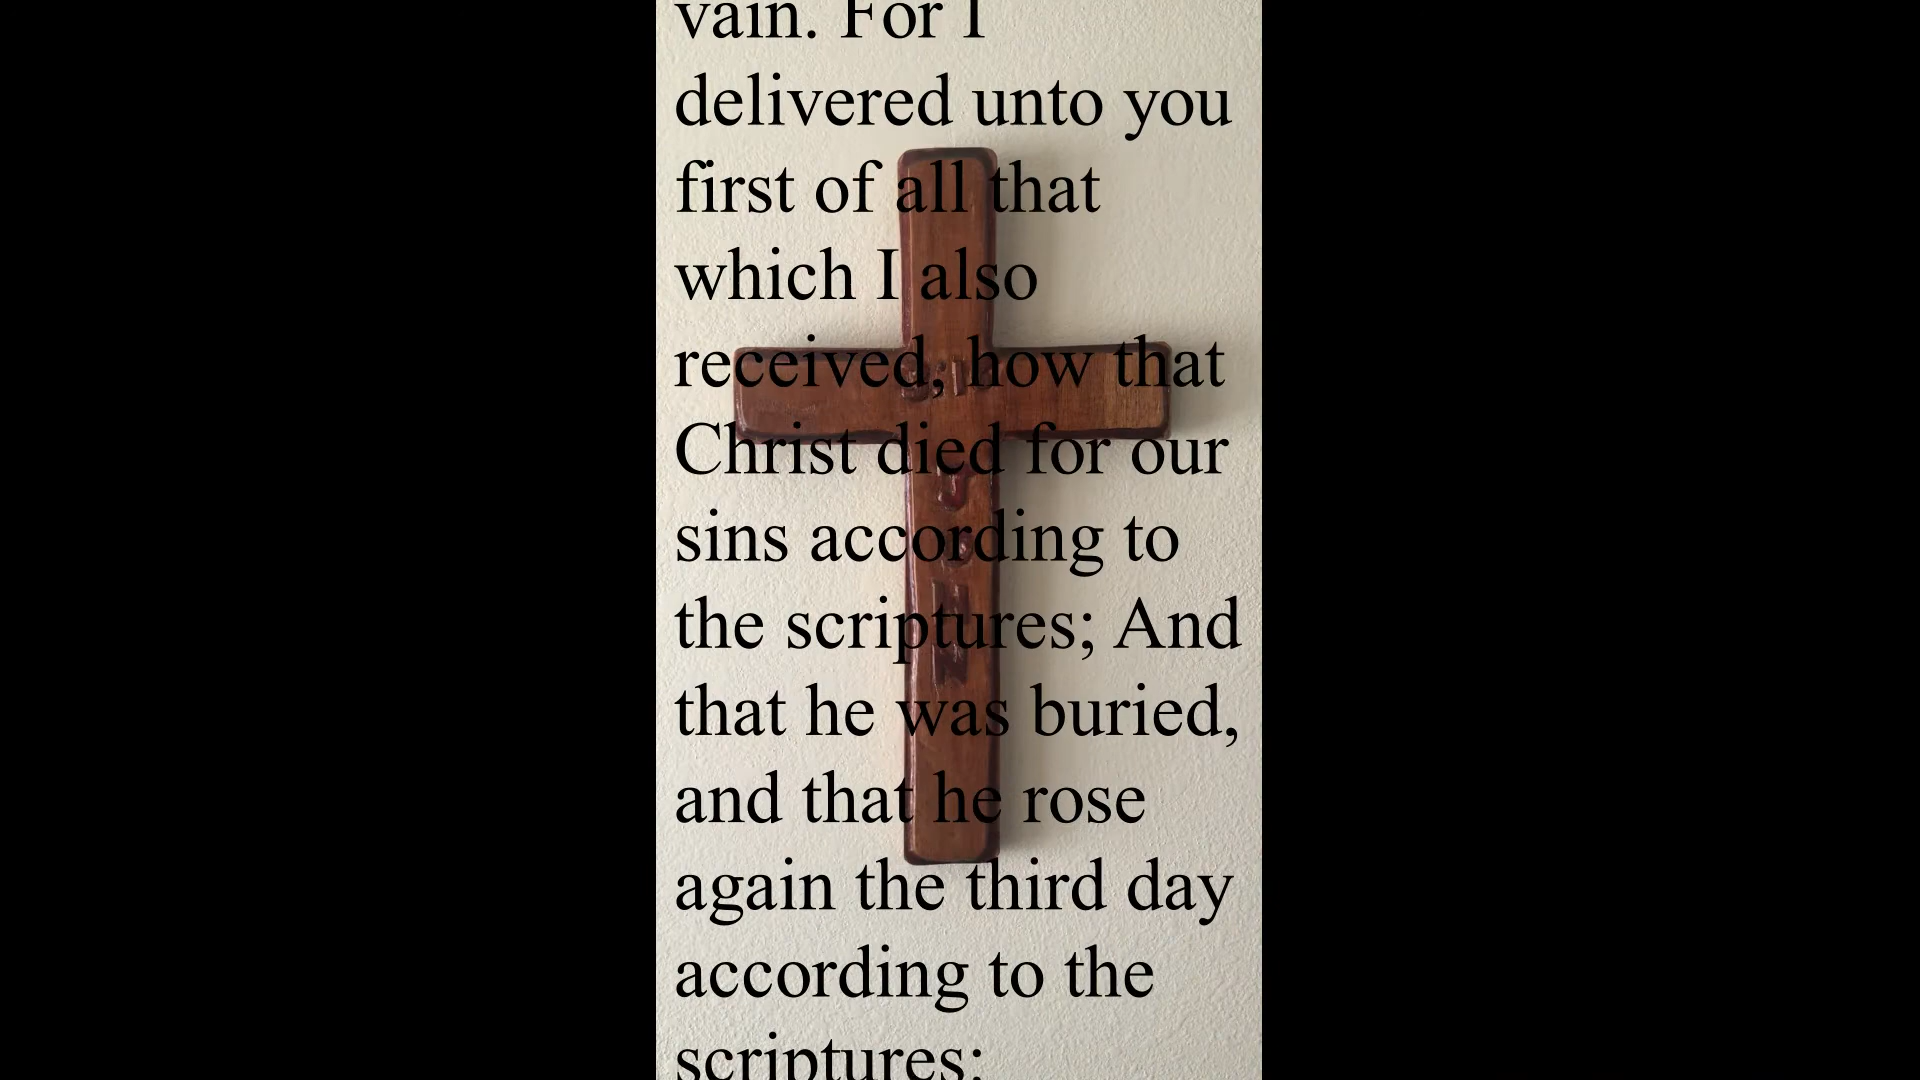 vain. For I
delivered unto you
first of all that
which I also
received, how that
Christ died for our
sins according to
the scriptures; And
that he was buried,
and that he rose
again the third day
according to the
scriptures: